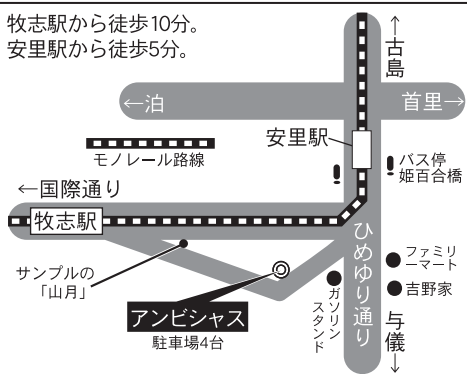 牧志駅から徒歩10分。
安里駅から徒歩5分。
↑古島
←泊
首里→
安里駅
モノレール路線
バス停
姫百合橋
←国際通り
牧志駅
ひめゆり通り
サンプルの
「山月」
ファミリ
ーマート
吉野家
ガソリン
スタンド
アンビシャス
駐車場4台
与儀↓